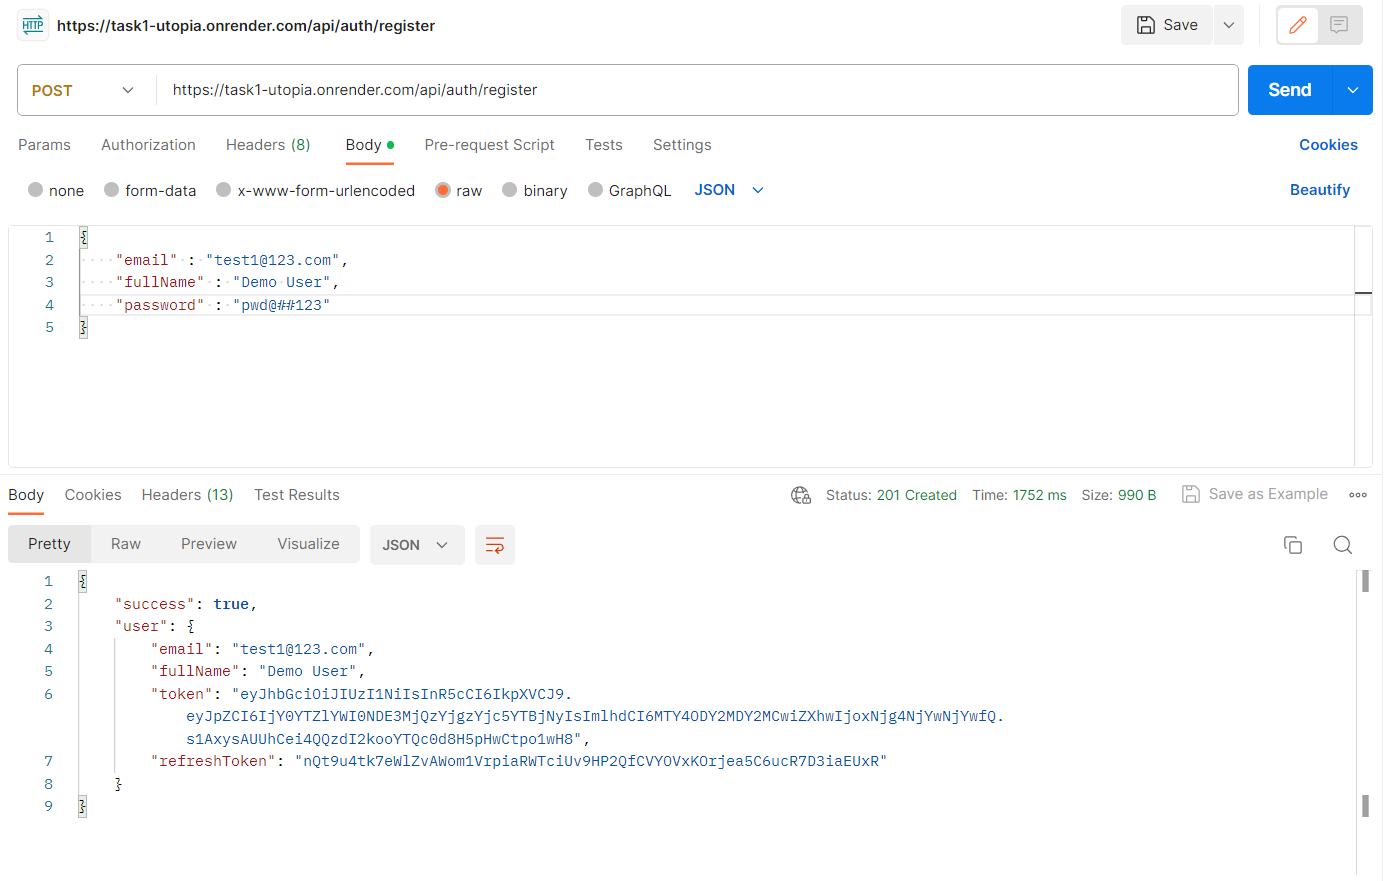 HTTP https://task1-utopia.onrender.com/api/auth/register Save
POST https://task1-utopia.onrender.com/api/auth/register Send
Params Authorization Headers (8) Body Pre-request Script Tests Settings Cookies
none form-data x-www-form-urlencoded raw binary GraphQL JSON Beautify
1 {
2 "email" : "test1@123.com",
3 "fullName" : "Demo User",
4 "password" : "pwd@##123"
5 }
Body Cookies Headers (13) Test Results Status: 201 Created Time: 1752 ms Size: 990 B Save as Example
Pretty Raw Preview Visualize JSON
1 {
2 "success": true,
3 "user": {
4 "email": "test1@123.com",
5 "fullName": "Demo User",
6 "token": "eyJhbGciOiJIUzI1NiIsInR5cCI6IkpXVCJ9.
eyJpZCI6IjY0YTZlYWI0NDE3MjQzYjgzYjc5YTBjNyIsImlhdCI6MTY4ODY2MDY2MCwiZXhwIjoxNjg4NjYwNjYwfQ.
s1AxysAUUhCei4QQzdI2kooYTQc0d8H5pHwCtpo1wH8",
7 "refreshToken": "nQt9u4tk7eWlZvAWom1VrpiaRWTciUv9HP2QfCVYOVxKOrjea5C6ucR7D3iaEUxR"
8 }
9 }